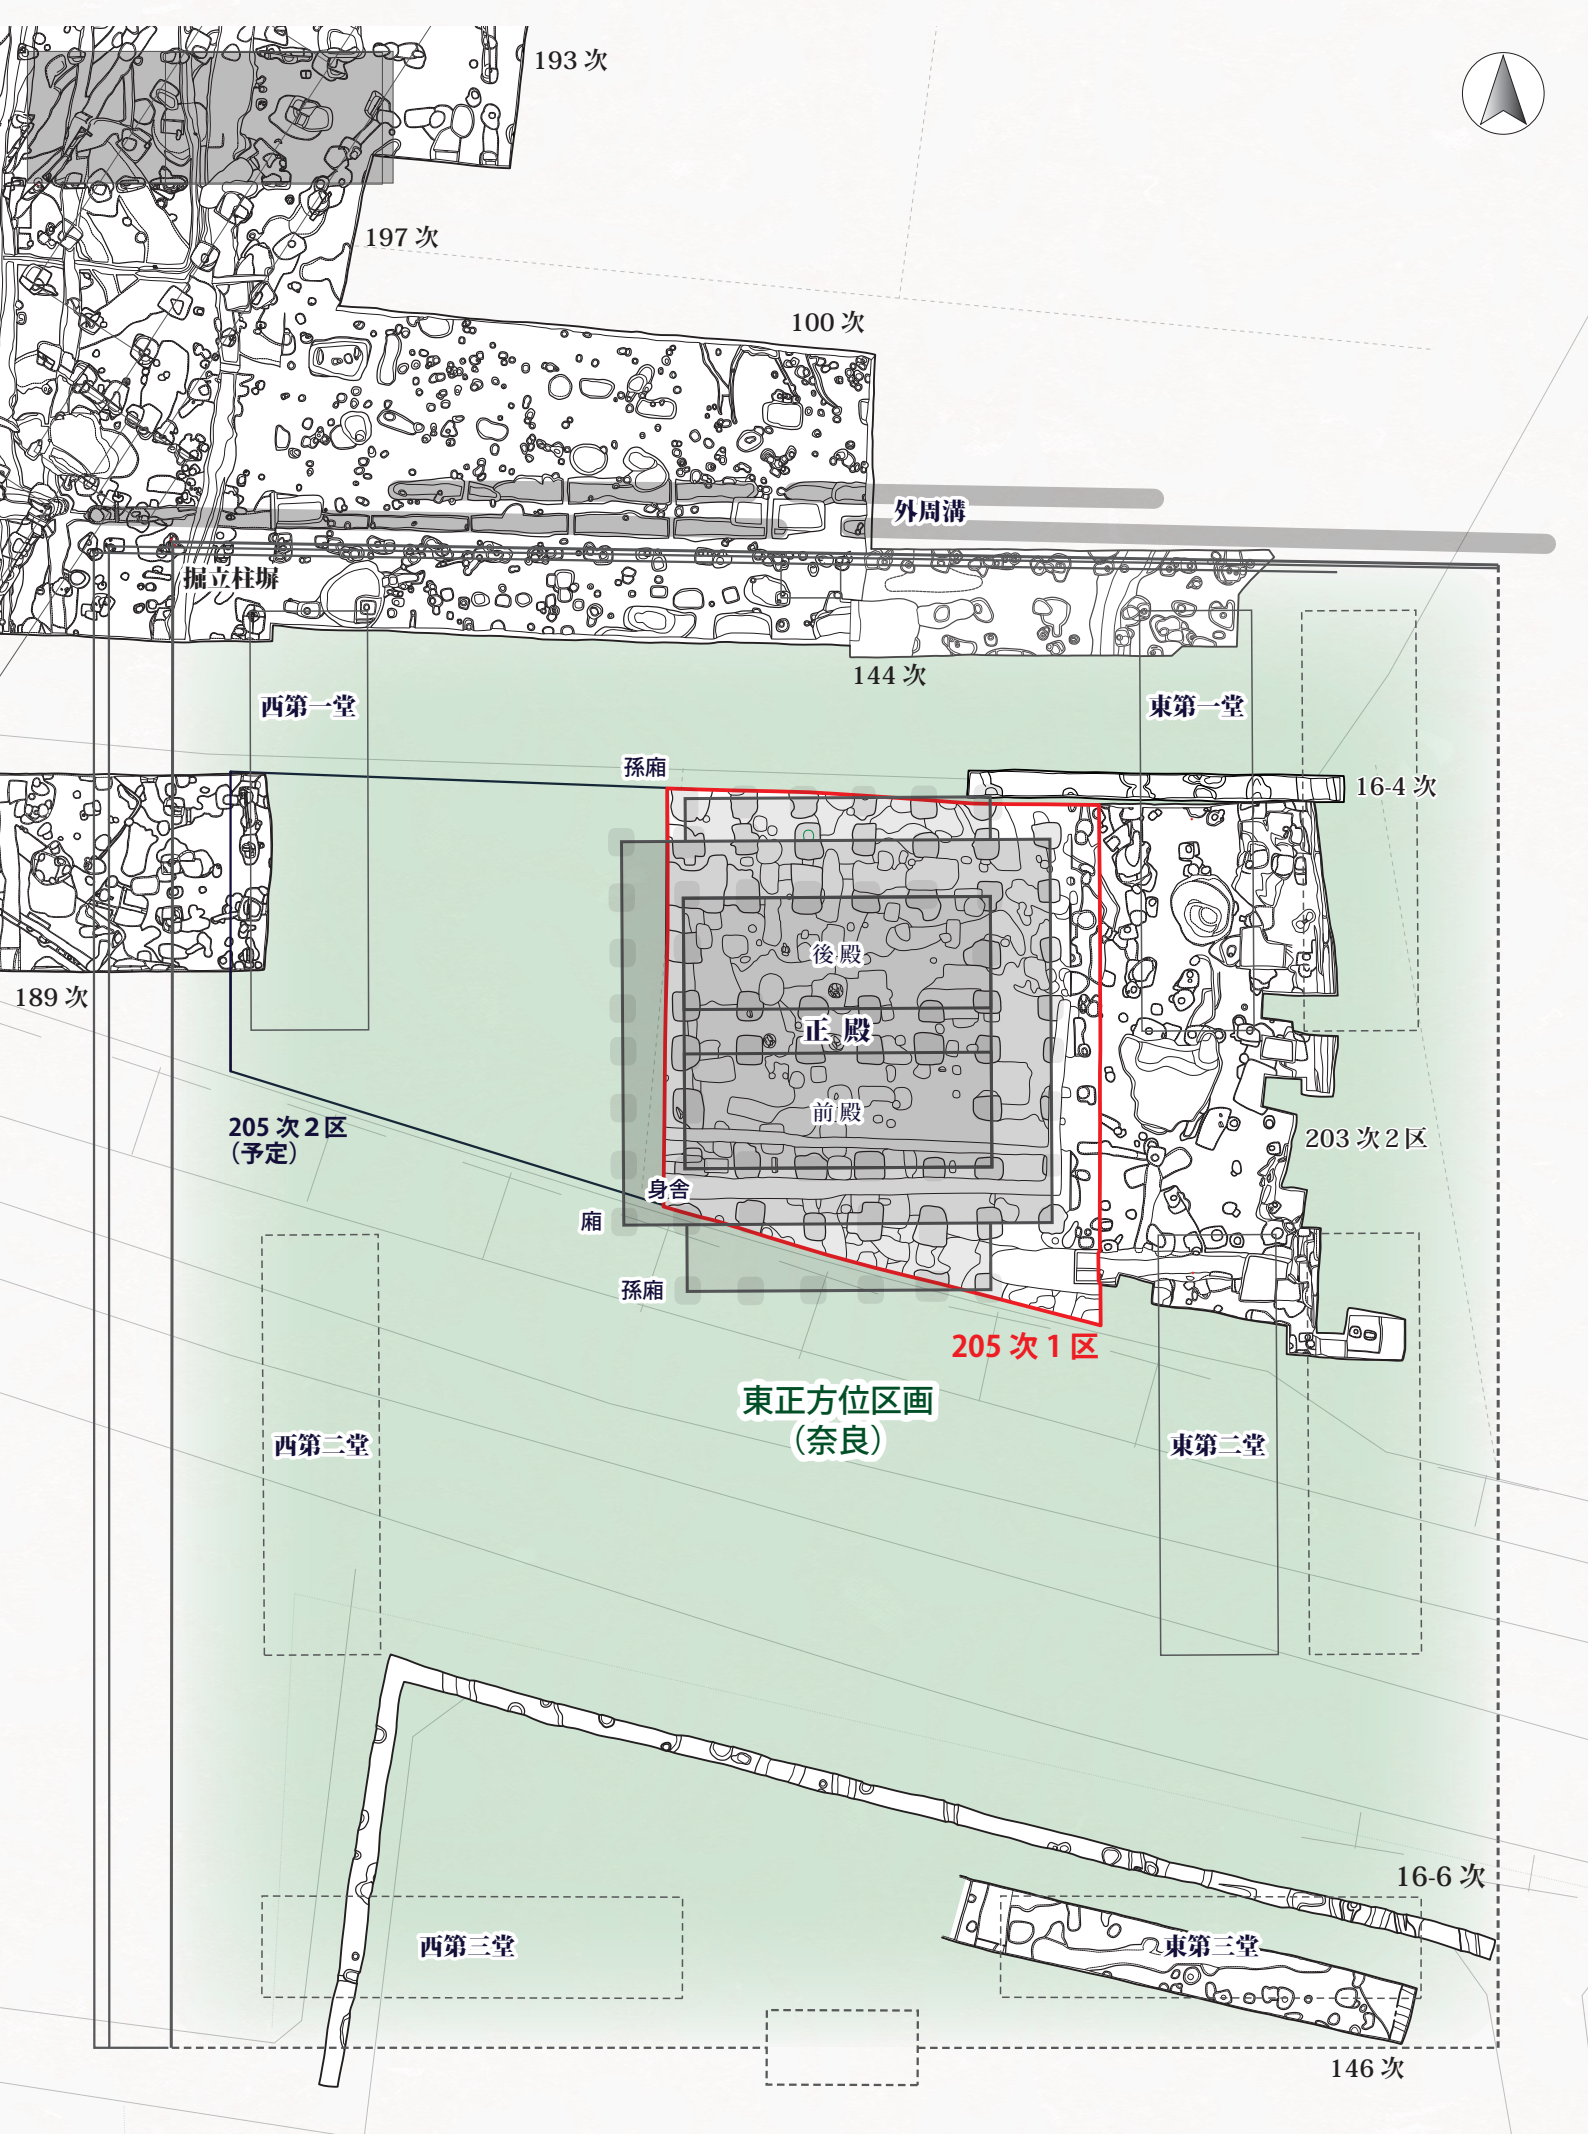 193 次
197 次
100 次
外周溝
掘立柱塀
144 次
西第一堂
東第一堂
孫廂
16-4 次
後殿
189 次
正殿
前殿
205 次２区
（予定）
203 次２区
身舎
廂
孫廂
205 次１区
東正方位区画
（奈良）
西第二堂
東第二堂
16-6 次
西第三堂
東第三堂
146 次